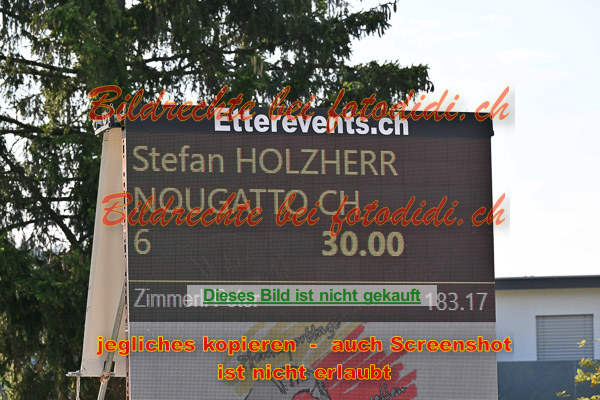 Bildrechte bei fotodidi.ch
Etterevents.ch
Stefan HOLZHERR
NOUGATTO CH
Bildrechte bei fotodidi.ch
6 30.00
Dieses Bild ist nicht gekauft
183.17
jegliches kopieren - auch Screenshot
ist nicht erlaubt